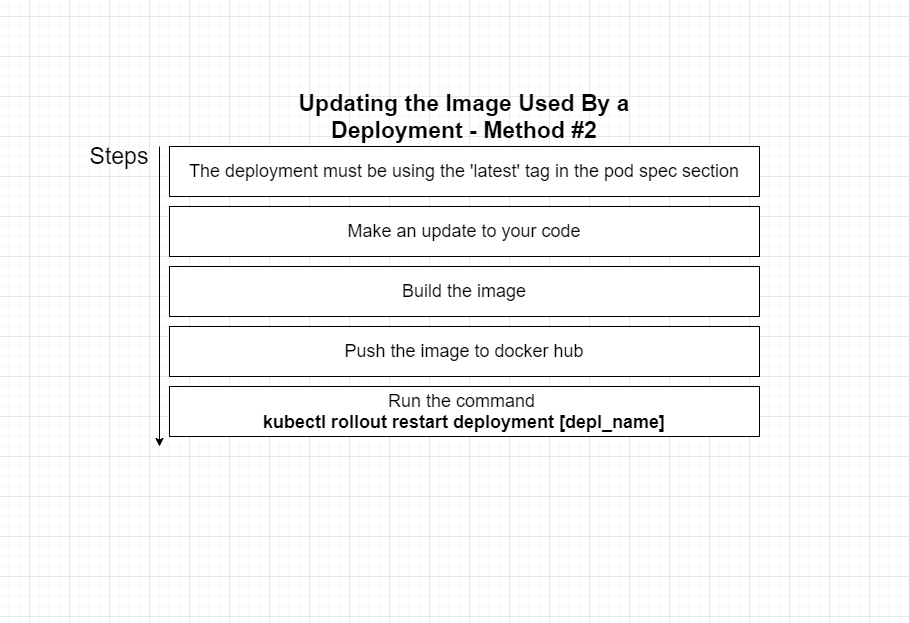 Updating the Image Used By a
Deployment - Method #2
Steps
The deployment must be using the 'latest' tag in the pod spec section
Make an update to your code
Build the image
Push the image to docker hub
Run the command
kubectl rollout restart deployment [depl_name]